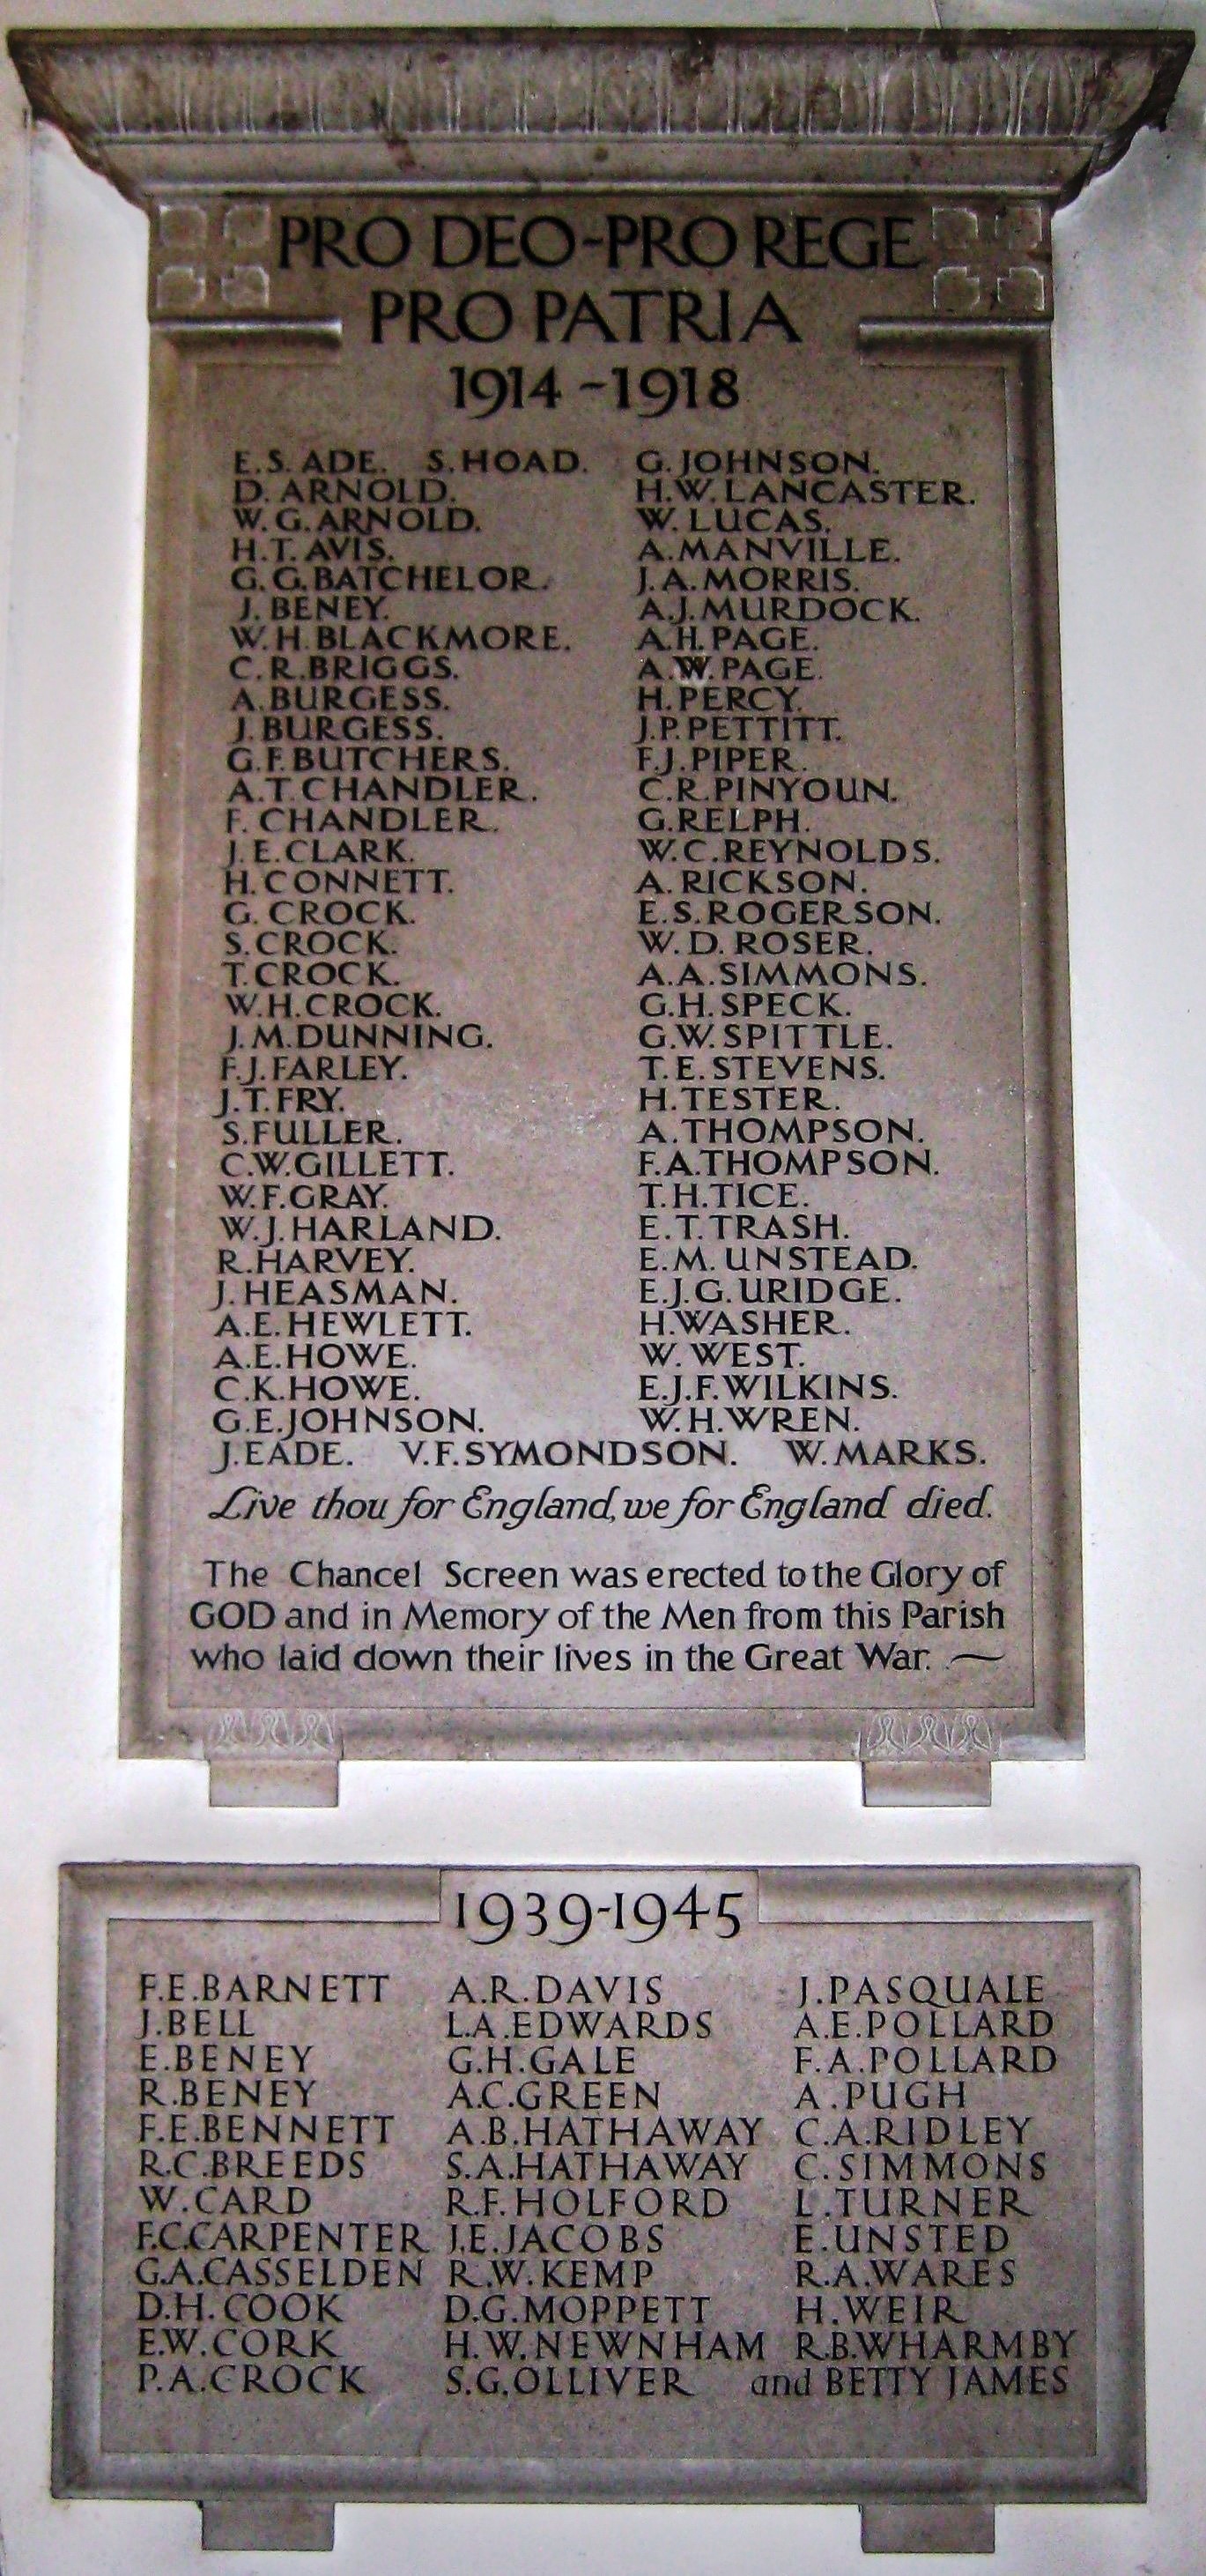 PRO DEO-PRO REGE
PRO PATRIA
1914-1918
E.S. ADE. S. HOAD.
D. ARNOLD.
W. G. ARNOLD.
H.T. AVIS.
G. G. BATCHELOR.
J. BENEY.
W. H. BLACKMORE.
C. R. BRIGGS.
A. BURGESS.
J. BURGESS.
G. F. BUTCHERS.
A. T. CHANDLER.
F. CHANDLER.
J. E. CLARK.
H. CONNETT.
G. CROCK.
S. CROCK.
T. CROCK.
W. H. CROCK.
J. M. DUNNING.
F. J. FARLEY.
J. T. FRY.
S. FULLER.
C. W. GILLETT.
W. F. GRAY.
W. J. HARLAND.
R. HARVEY.
J. HEASMAN.
A. E. HEWLETT.
A. E. HOWE.
C. K. HOWE.
G. E. JOHNSON.
G. JOHNSON.
H. W. LANCASTER.
W. LUCAS.
A. MANVILLE.
J. A. MORRIS.
A. J. MURDOCK.
A. H. PAGE.
A. W. PAGE.
H. PERCY.
J. P. PETTITT.
F. J. PIPER.
C. R. PINYOUN.
G. RELPH.
W. C. REYNOLDS.
A. RICKSON.
E. S. ROGERSON.
W. D. ROSER.
A. A. SIMMONS.
G. H. SPECK.
G. W. SPITTLE.
T. E. STEVENS.
H. TESTER.
A. THOMPSON.
F. A. THOMPSON.
T. H. TICE.
E. T. TRASH.
E. M. UNSTEAD.
E. J. G. URIDGE.
H. WASHER.
W. WEST.
E. J. F. WILKINS.
W. H. WREN.
J. EADE. V. F. SYMONDSON. W. MARKS.
Live thou for England, we for England died.
The Chancel Screen was erected to the Glory of
GOD and in Memory of the Men from this Parish
who laid down their lives in the Great War. ~
1939-1945
F.E.BARNETT
J.BELL
E.BENEY
R.BENEY
F.E.BENNETT
R.C.BREEDS
W.CARD
F.C.CARPENTER
G.A.CASSELDEN
D.H.COOK
E.W.CORK
P.A.CROCK
A.R.DAVIS
L.A.EDWARDS
G.H.GALE
A.C.GREEN
A.B.HATHAWAY
S.A.HATHAWAY
R.F.HOLFORD
J.E.JACOBS
R.W.KEMP
D.G.MOPPETT
H.W.NEWNHAM
S.G.OLLIVER
J.PASQUALE
A.E.POLLARD
F.A.POLLARD
A.PUGH
C.A.RIDLEY
C.SIMMONS
L.TURNER
E.UNSTED
R.A.WARES
H.WEIR
R.B.WHARMBY
and BETTY JAMES